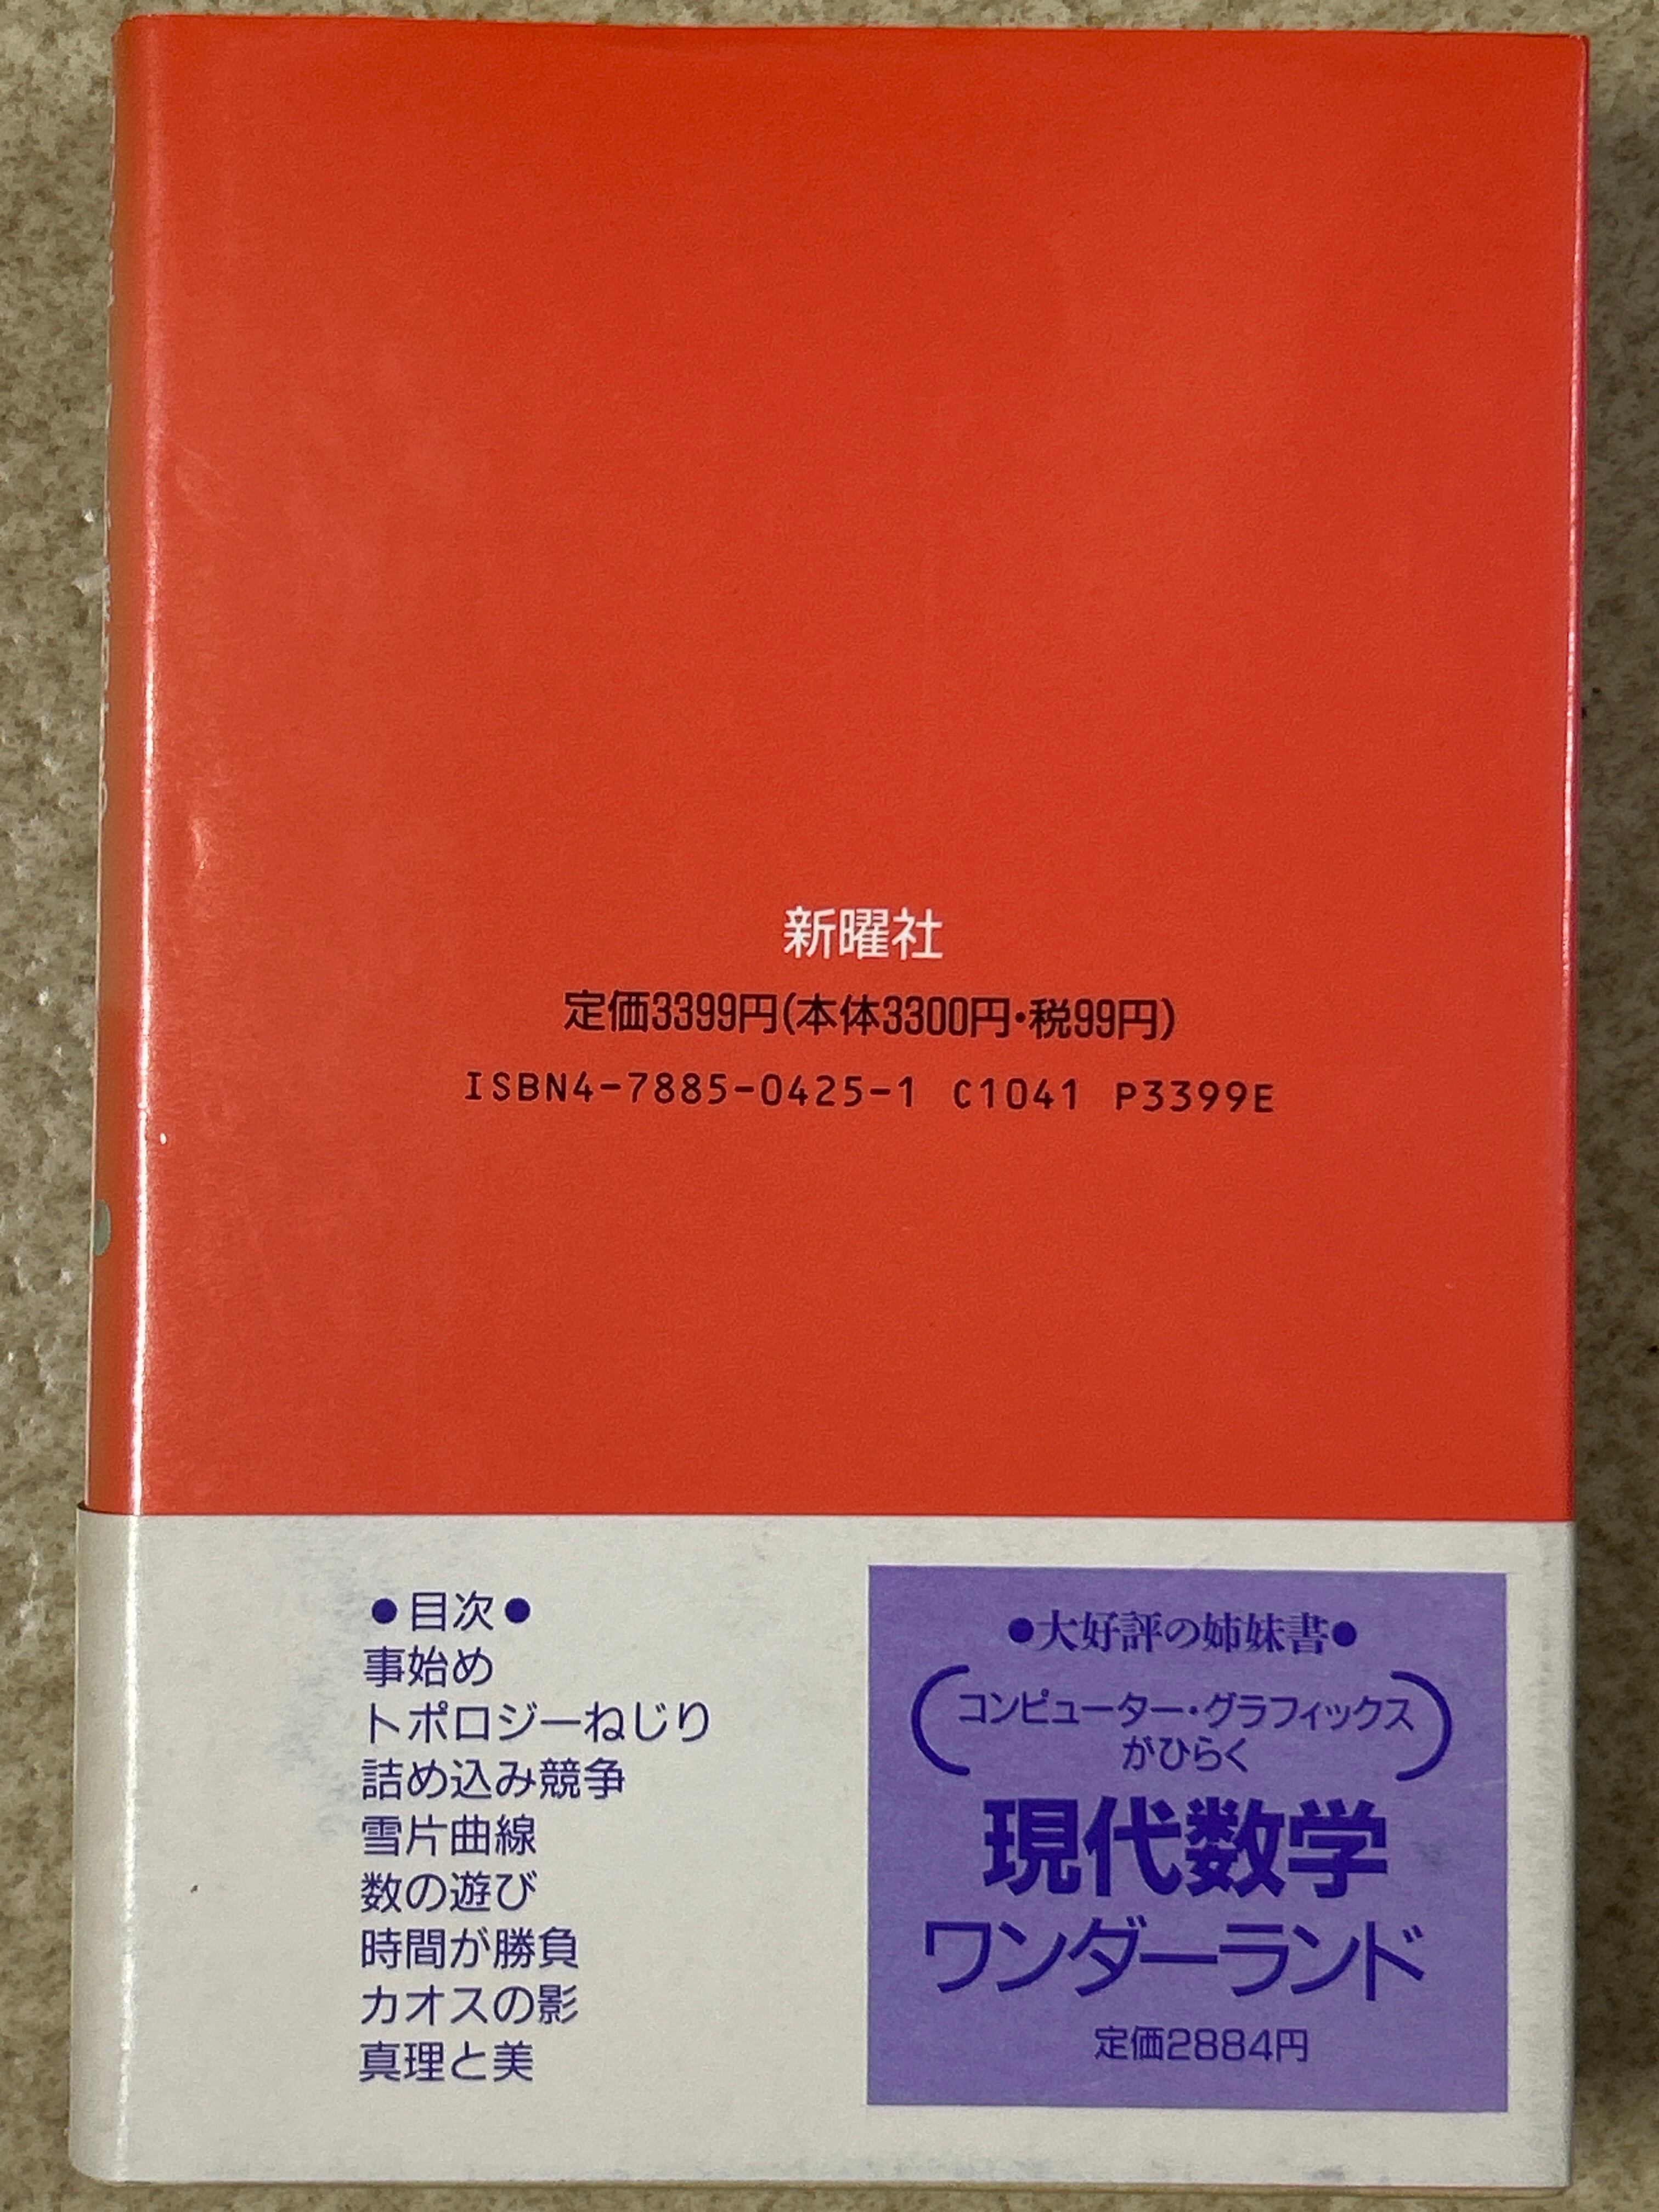 新曜社
定価3399円(本体3300円・税99円)
ISBN4-7885-0425-1 C1041 P3399E
●目次●
事始め
トポロジーねじり
詰め込み競争
雪片曲線
数の遊び
時間が勝負
カオスの影
真理と美
●大好評の姉妹書●
(コンピューター・グラフィックス
がひらく)
現代数学
ワンダーランド
定価2884円